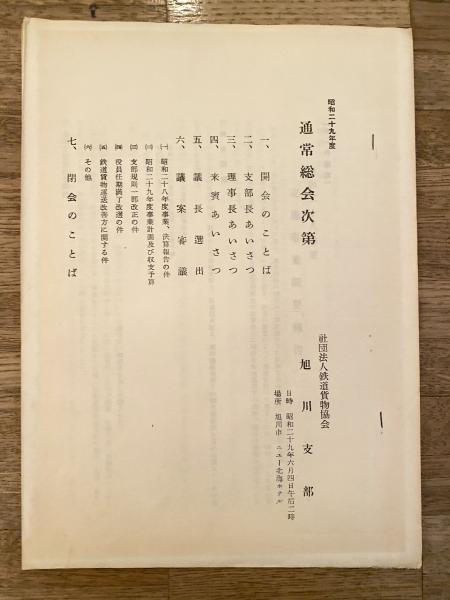 昭和二十九年度
通常総会次第
社団法人鉄道貨物協会
旭川支部
日時 昭和二十九年六月四日午后二時
場所 旭川市 ニュー北海ホテル
一、開会のことば
二、支部長あいさつ
三、理事長あいさつ
四、来賓あいさつ
五、議長選出
六、議案審議
(一) 昭和二十八年度事業、決算報告の件
(二) 昭和二十九年度事業計画及び収支予算
(三) 支部規則一部改正の件
(四) 役員任期満了改選の件
(五) 鉄道貨物運送改善方に関する件
(六) その他
七、閉会のことば